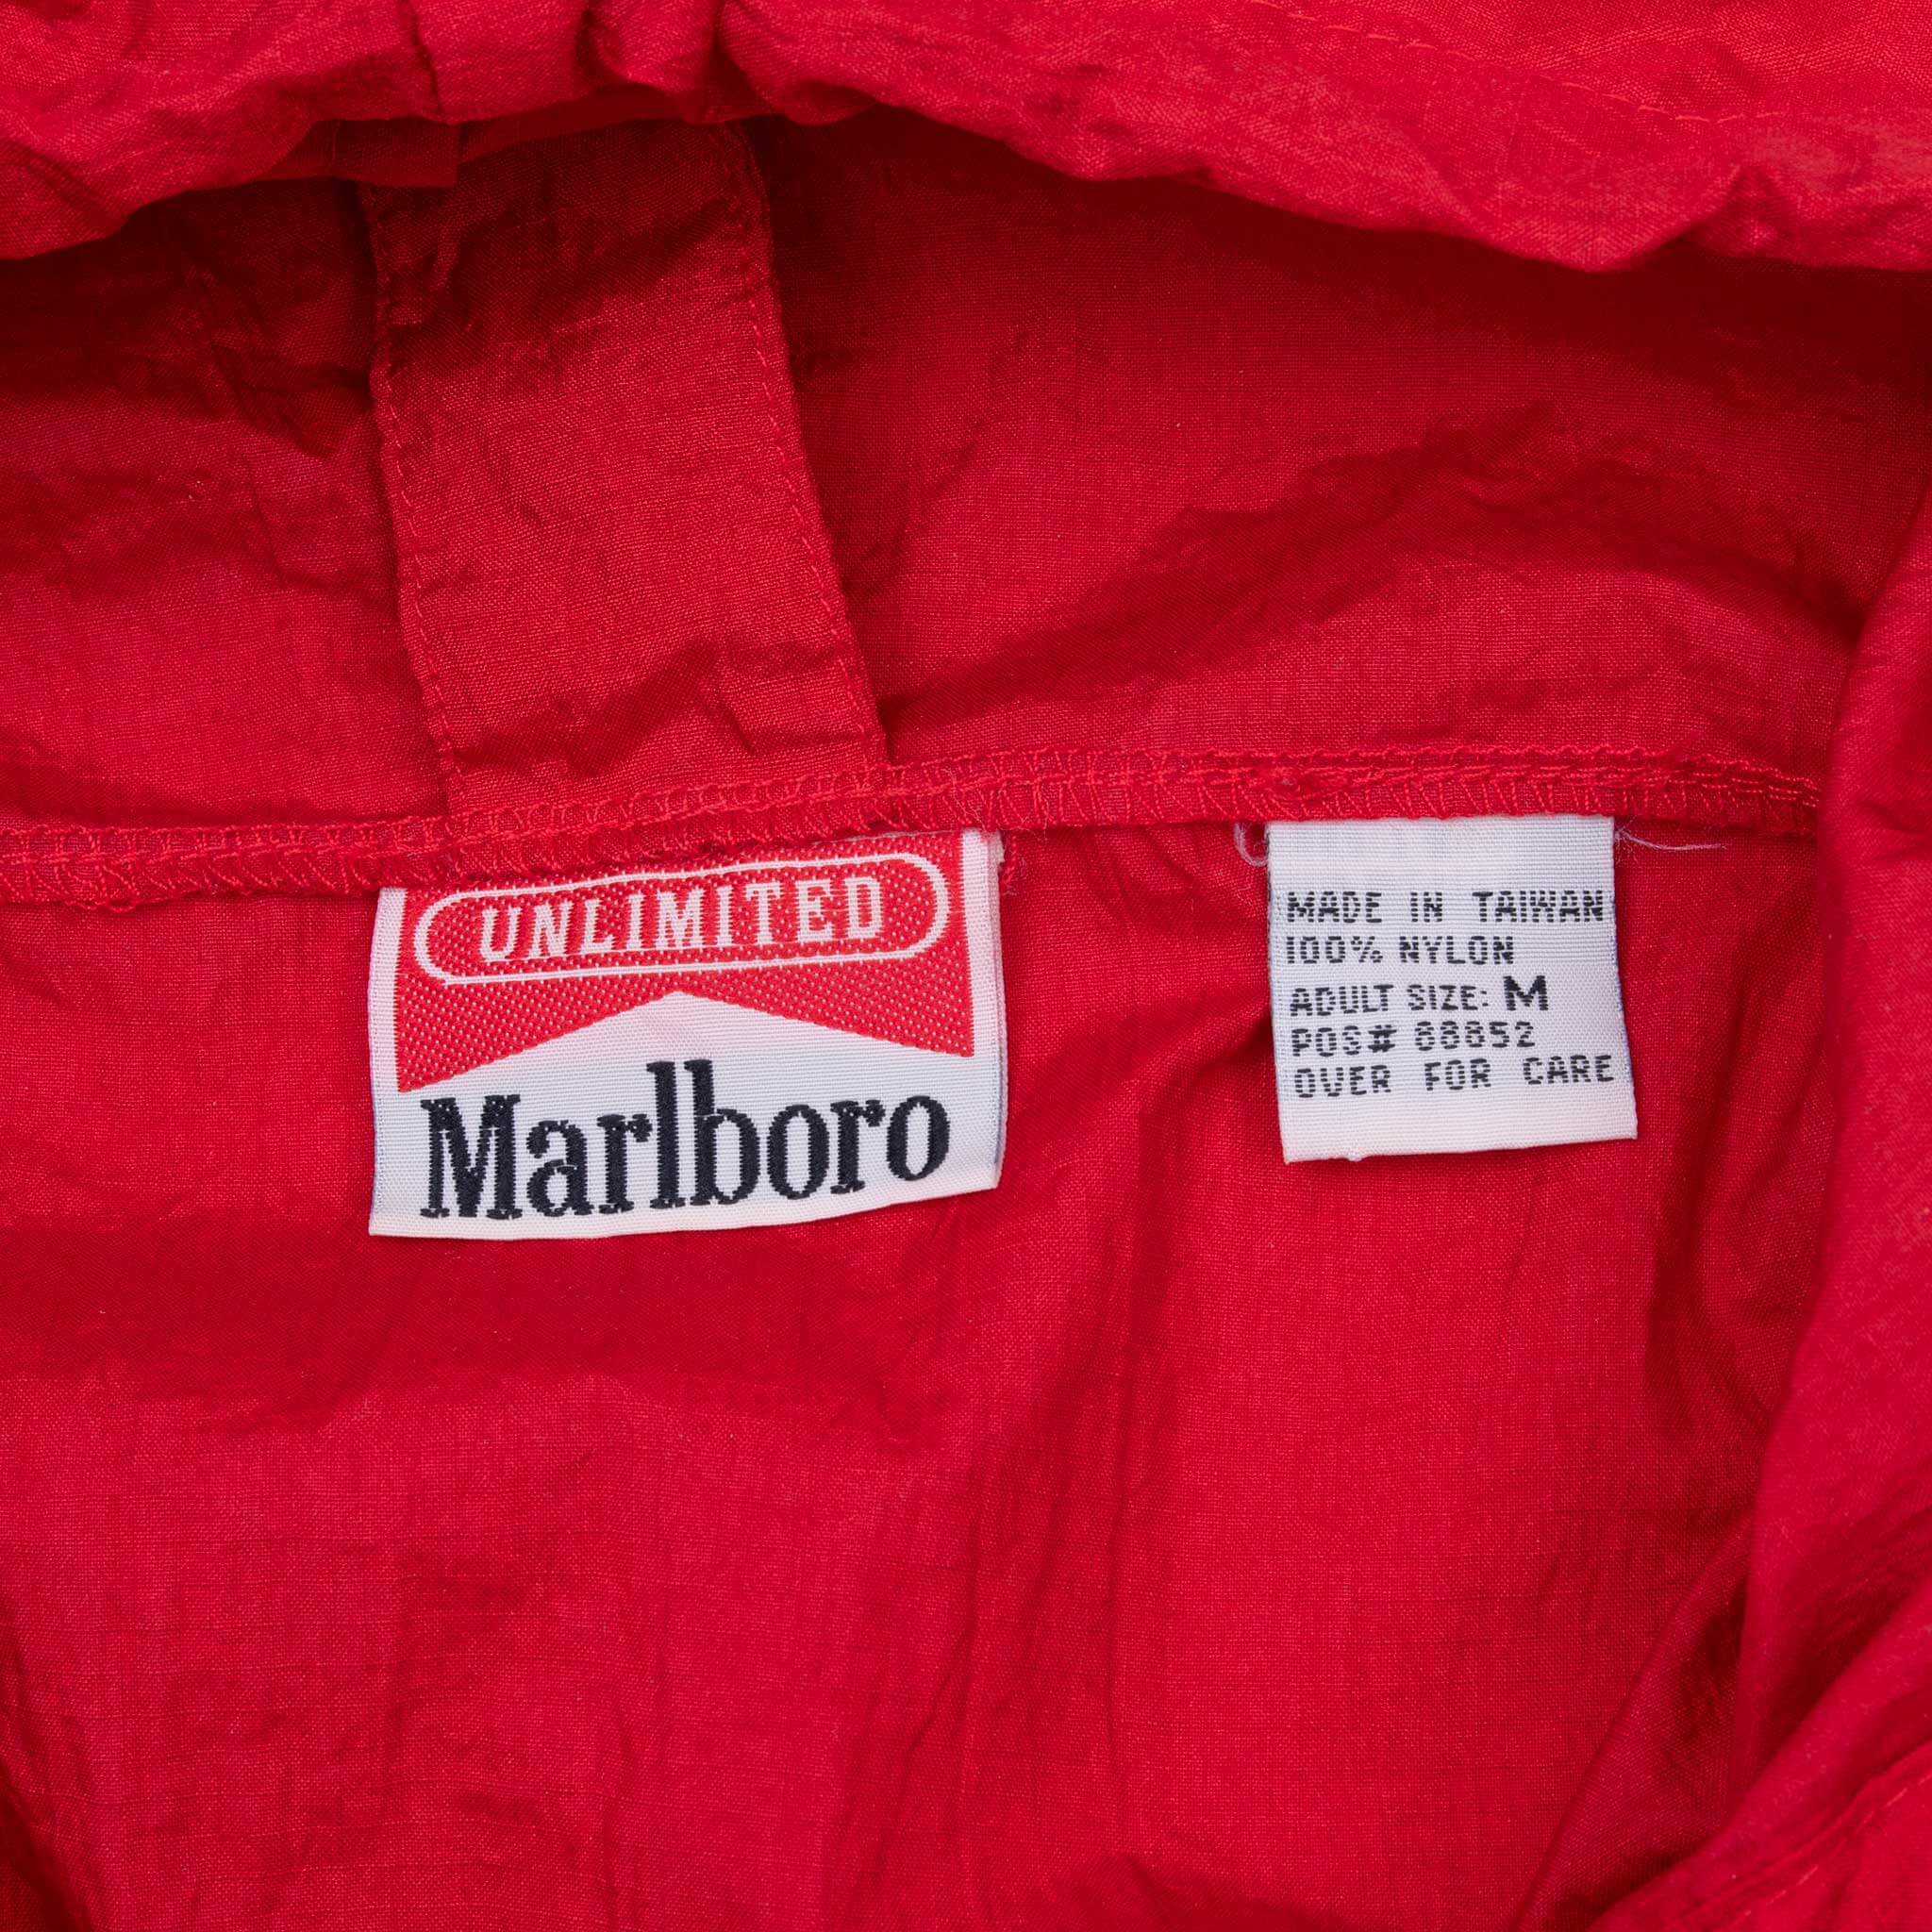 UNLIMITED
Marlboro
MADE IN TAIWAN
100% NYLON
ADULT SIZE: M
POS# 88852
OVER FOR CARE